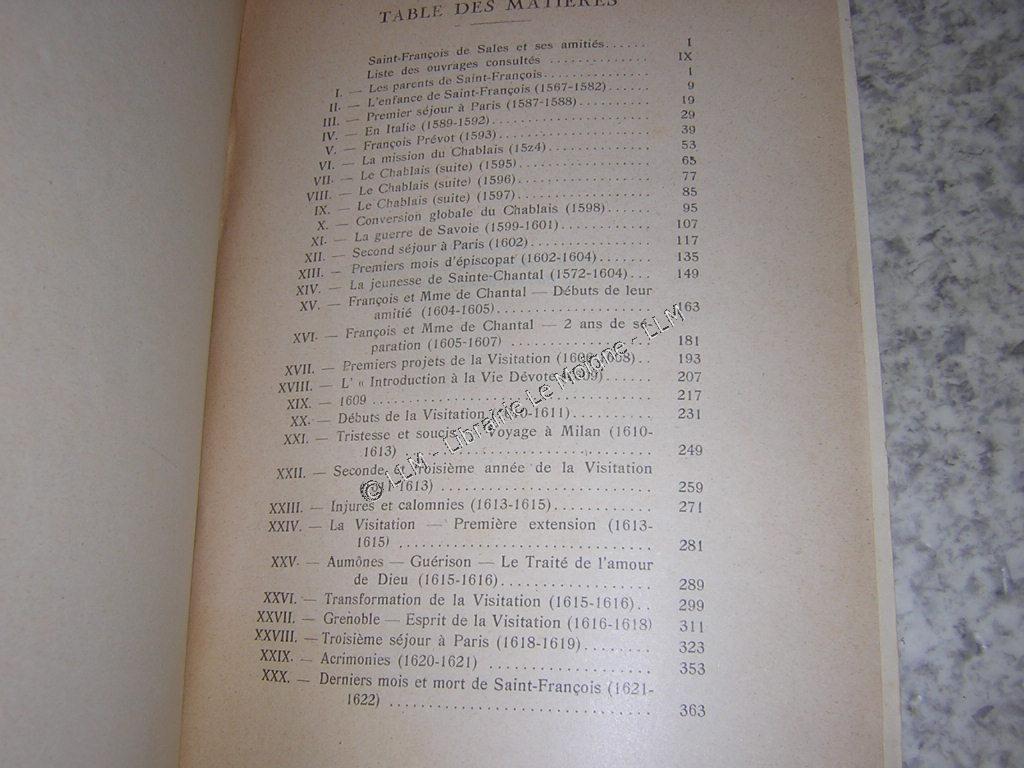 TABLE DES MATIÈRES
Saint-François de Sales et ses amitiés...... I
Liste des ouvrages consultés ............. IX
I. — Les parents de Saint-François............. 1
II. — L'enfance de Saint-François (1567-1582)...... 9
III. — Premier séjour à Paris (1587-1588)......... 19
IV. — En Italie (1589-1592)................. 29
V. — François Prévot (1593)................. 39
VI. — La mission du Chablais (15z4)............ 53
VII. — Le Chablais (suite) (1595)............... 65
VIII. — Le Chablais (suite) (1596)............... 77
IX. — Le Chablais (suite) (1597)............... 85
X. — Conversion globale du Chablais (1598)...... 95
XI. — La guerre de Savoie (1599-1601)........... 107
XII. — Second séjour à Paris (1602).............. 117
XIII. — Premiers mois d'épiscopat (1602-1604)...... 135
XIV. — La jeunesse de Sainte-Chantal (1572-1604)... 149
XV. — François et Mme de Chantal — Débuts de leur
amitié (1604-1605)................... 163
XVI. — François et Mme de Chantal — 2 ans de sé-
paration (1605-1607) ................ 181
XVII. — Premiers projets de la Visitation (1606-1608).. 193
XVIII. — L' « Introduction à la Vie Dévote (1609)...... 207
XIX. — 1609 ................................ 217
XX. — Débuts de la Visitation (1610-1611).......... 231
XXI. — Tristesse et soucis — Voyage à Milan (1610-
1613) .............................. 249
XXII. — Seconde et troisième année de la Visitation
(1611-1613) ......................... 259
XXIII. — Injures et calomnies (1613-1615)............ 271
XXIV. — La Visitation — Première extension (1613-
1615) .............................. 281
XXV. — Aumônes — Guérison — Le Traité de l'amour
de Dieu (1615-1616)................. 289
XXVI. — Transformation de la Visitation (1615-1616).. 299
XXVII. — Grenoble — Esprit de la Visitation (1616-1618) 311
XXVIII. — Troisième séjour à Paris (1618-1619)........ 323
XXIX. — Acrimonies (1620-1621) .................. 353
XXX. — Derniers mois et mort de Saint-François (1621-
1622) .............................. 363
© LLM - Librairie Le Molène - LLM